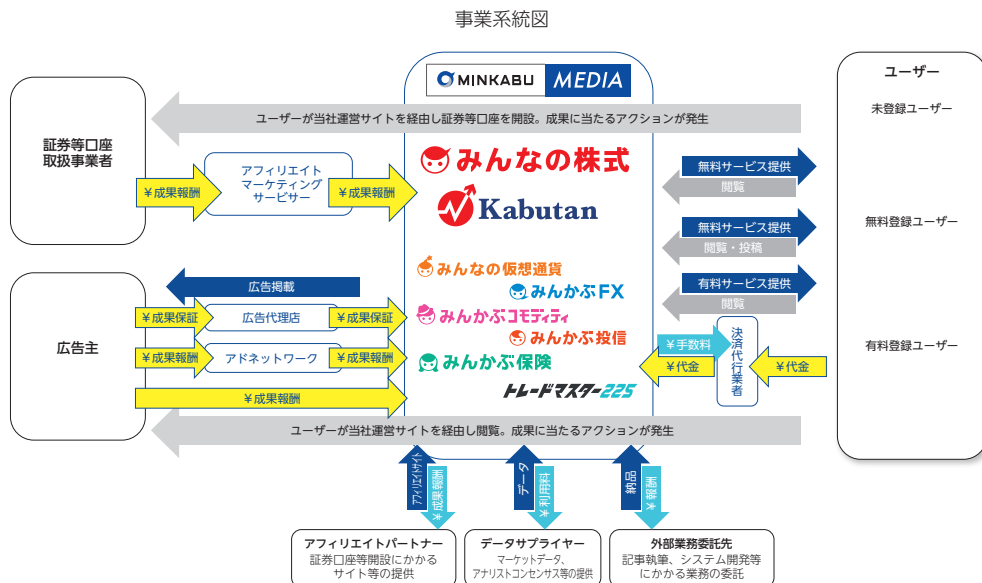 事業系統図
MINKABU MEDIA
ユーザー
未登録ユーザー
ユーザーが当社運営サイトを経由し証券等口座を開設。成果に当たるアクションが発生
証券等口座
取扱事業者
¥成果報酬
アフィリエイト
マーケティング
サービサー
¥成果報酬
みんなの株式
Kabutan
無料サービス提供
閲覧
無料サービス提供
閲覧・投稿
無料登録ユーザー
有料サービス提供
閲覧
みんなの仮想通貨
みんかぶFX
みんかぶコモディティ
みんかぶ投信
みんかぶ保険
トレードマスター225
広告主
広告掲載
¥成果保証
広告代理店
¥成果保証
¥成果報酬
アドネットワーク
¥成果報酬
¥成果報酬
¥手数料
¥代金
決済代行業者
¥代金
有料登録ユーザー
ユーザーが当社運営サイトを経由し閲覧。成果に当たるアクションが発生
アフィリエイトサイト
¥成果報酬
データ
¥利用料
納品
¥報酬
アフィリエイトパートナー
証券口座等開設にかかる
サイト等の提供
データサプライヤー
マーケットデータ、
アナリストコンセンサス等の提供
外部業務委託先
記事執筆、システム開発等
にかかる業務の委託